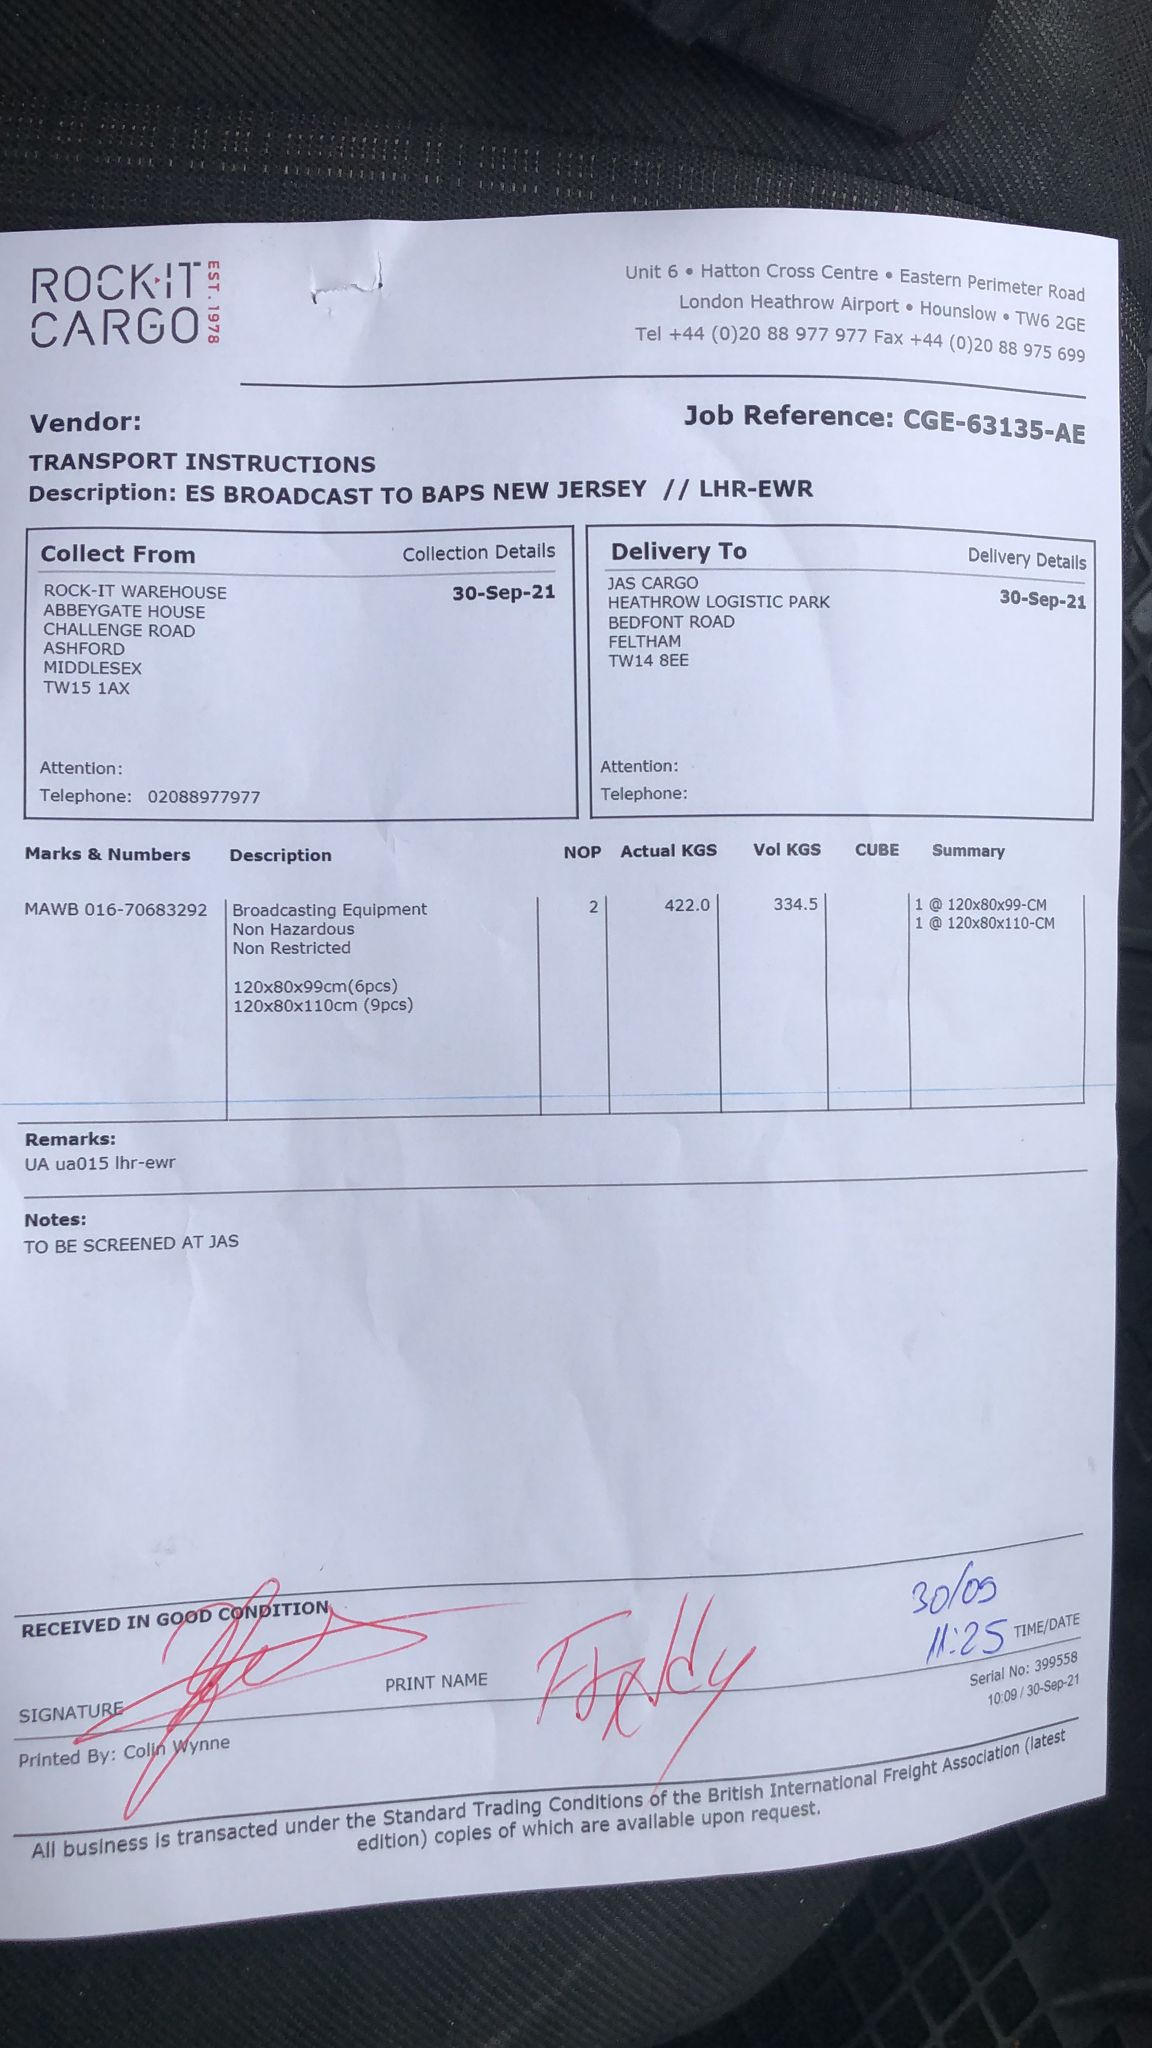 ROCK·IT
CARGO
EST. 1978
Unit 6 • Hatton Cross Centre • Eastern Perimeter Road
London Heathrow Airport • Hounslow • TW6 2GE
Tel +44 (0)20 88 977 977 Fax +44 (0)20 88 975 699
Vendor:
Job Reference: CGE-63135-AE
TRANSPORT INSTRUCTIONS
Description: ES BROADCAST TO BAPS NEW JERSEY // LHR-EWR
Collect From Collection Details
30-Sep-21
ROCK-IT WAREHOUSE
ABBEYGATE HOUSE
CHALLENGE ROAD
ASHFORD
MIDDLESEX
TW15 1AX
Attention:
Telephone: 02088977977
Delivery To Delivery Details
30-Sep-21
JAS CARGO
HEATHROW LOGISTIC PARK
BEDFONT ROAD
FELTHAM
TW14 8EE
Attention:
Telephone:
Marks & Numbers Description NOP Actual KGS Vol KGS CUBE Summary
MAWB 016-70683292 Broadcasting Equipment 2 422.0 334.5 1 @ 120x80x99-CM
Non Hazardous 1 @ 120x80x110-CM
Non Restricted
120x80x99cm(6pcs)
120x80x110cm (9pcs)
Remarks:
UA ua015 lhr-ewr
Notes:
TO BE SCREENED AT JAS
RECEIVED IN GOOD CONDITION
30/09
11:25 TIME/DATE
SIGNATURE PRINT NAME
Serial No: 399558
10:09 / 30-Sep-21
Printed By: Colin Wynne
All business is transacted under the Standard Trading Conditions of the British International Freight Association (latest
edition) copies of which are available upon request.